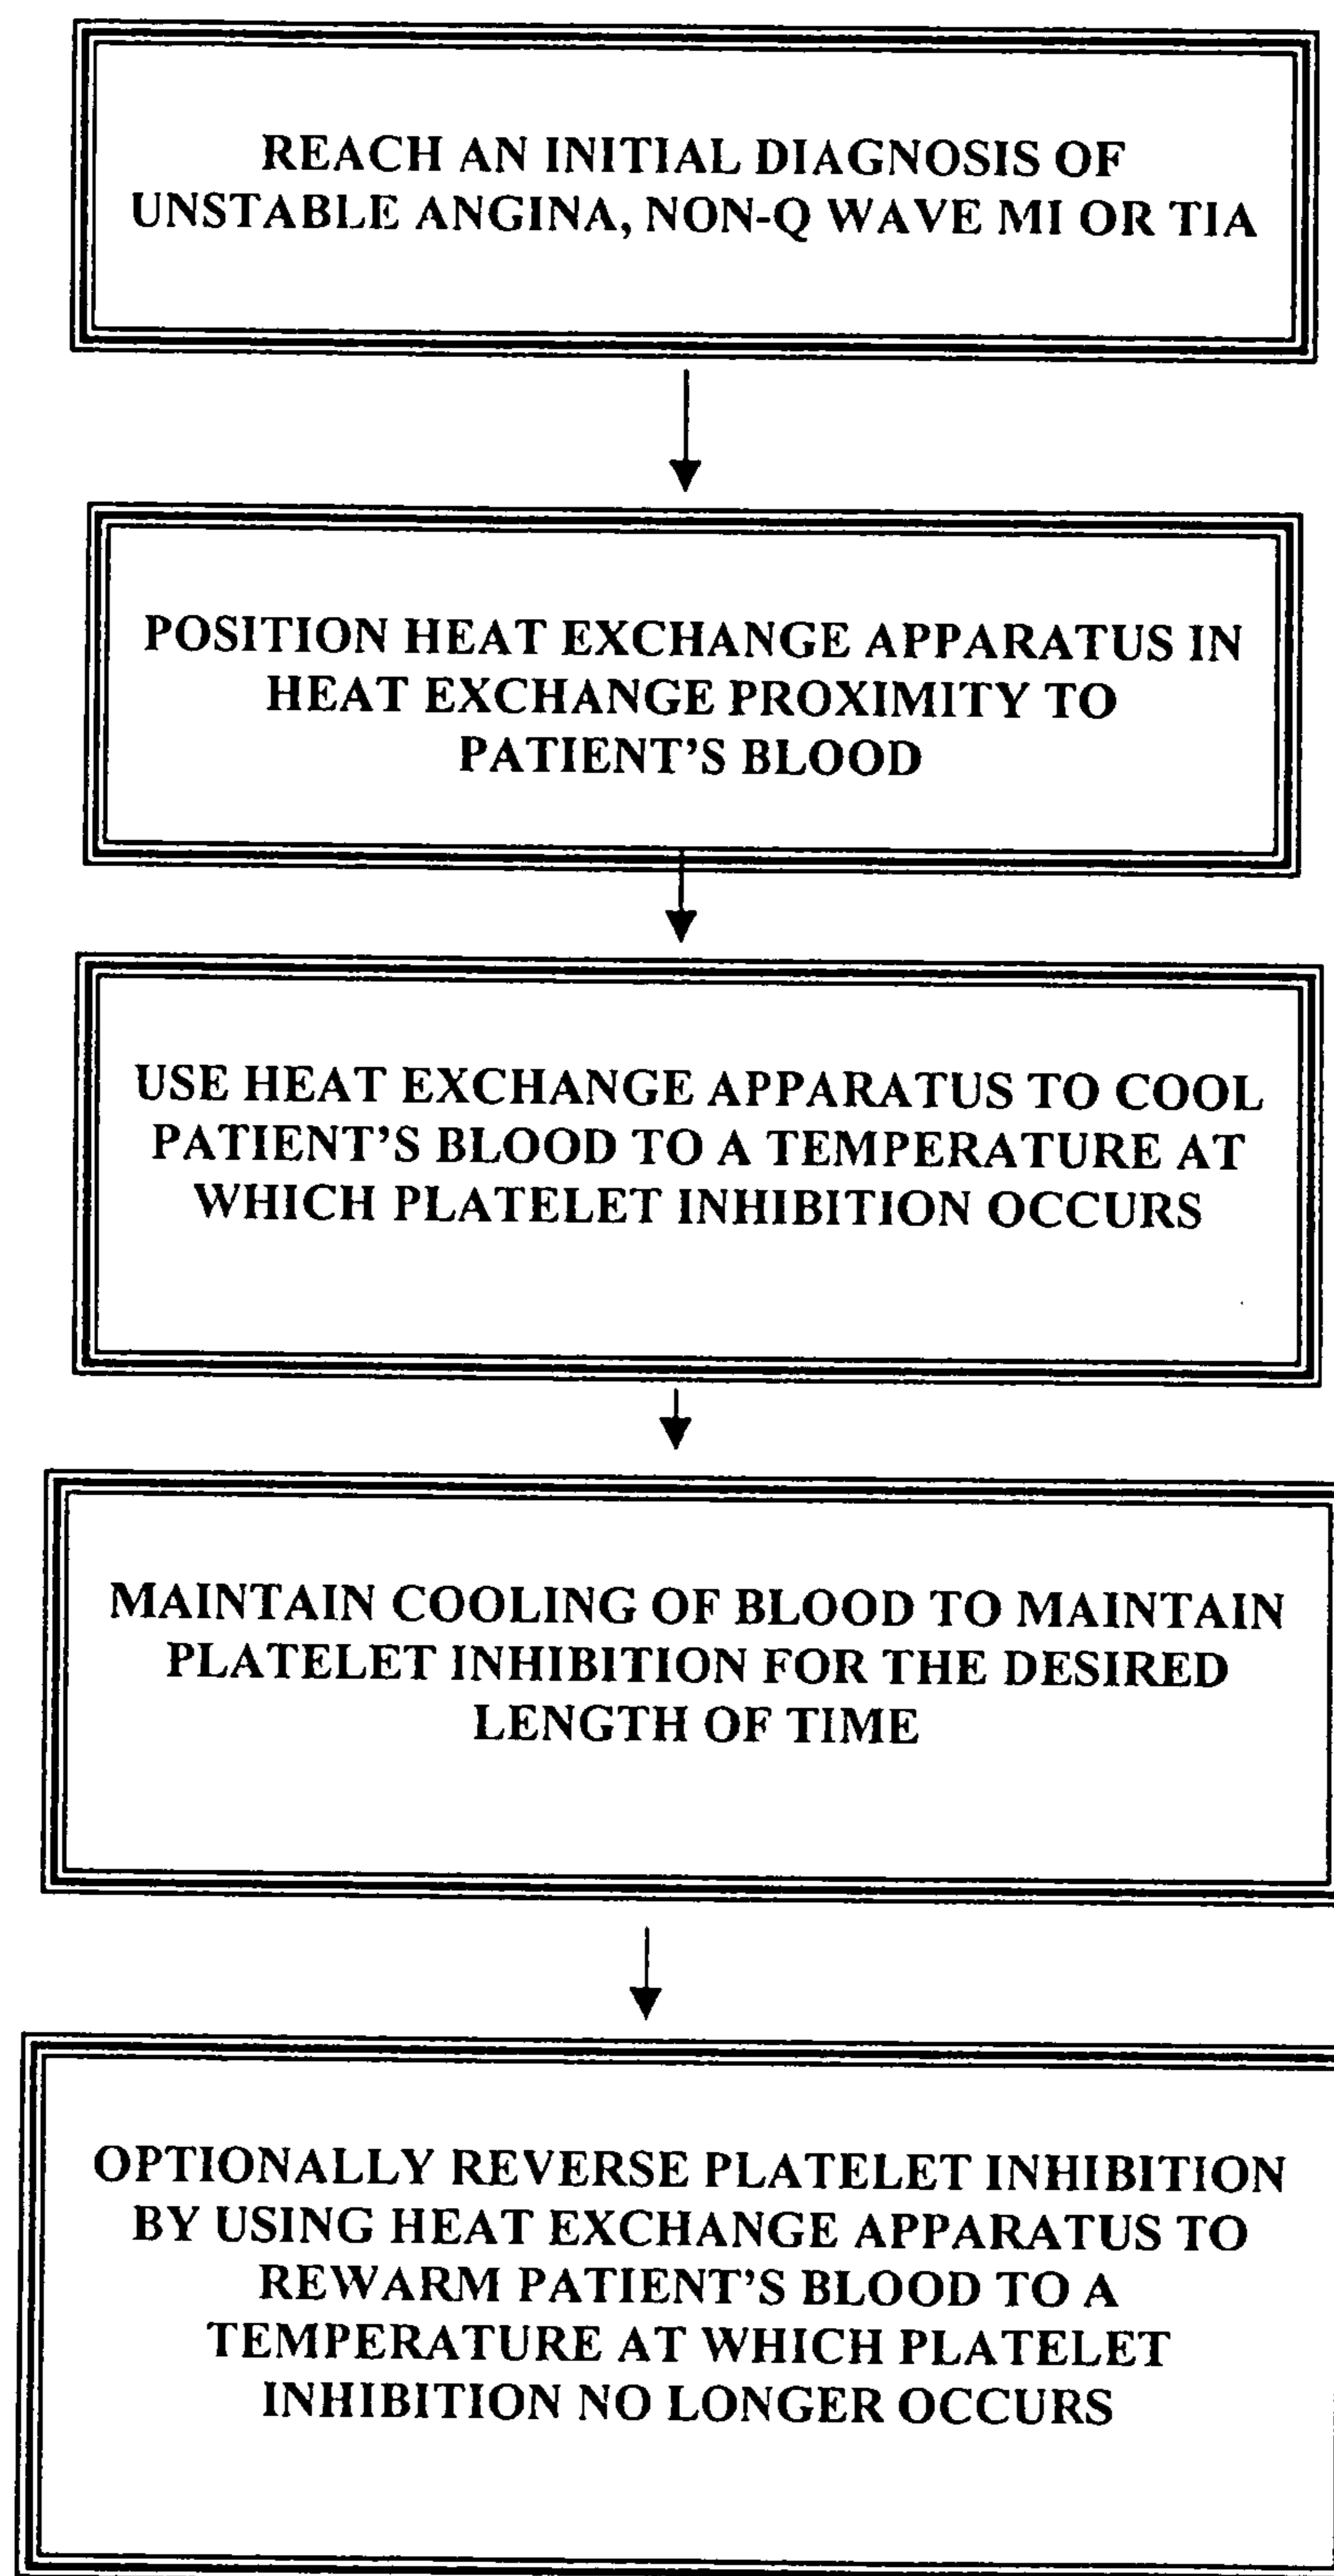 REACH AN INITIAL DIAGNOSIS OF
UNSTABLE ANGINA, NON-Q WAVE MI OR TIA
POSITION HEAT EXCHANGE APPARATUS IN
HEAT EXCHANGE PROXIMITY TO
PATIENT'S BLOOD
USE HEAT EXCHANGE APPARATUS TO COOL
PATIENT'S BLOOD TO A TEMPERATURE AT
WHICH PLATELET INHIBITION OCCURS
MAINTAIN COOLING OF BLOOD TO MAINTAIN
PLATELET INHIBITION FOR THE DESIRED
LENGTH OF TIME
OPTIONALLY REVERSE PLATELET INHIBITION
BY USING HEAT EXCHANGE APPARATUS TO
REWARM PATIENT'S BLOOD TO A
TEMPERATURE AT WHICH PLATELET
INHIBITION NO LONGER OCCURS